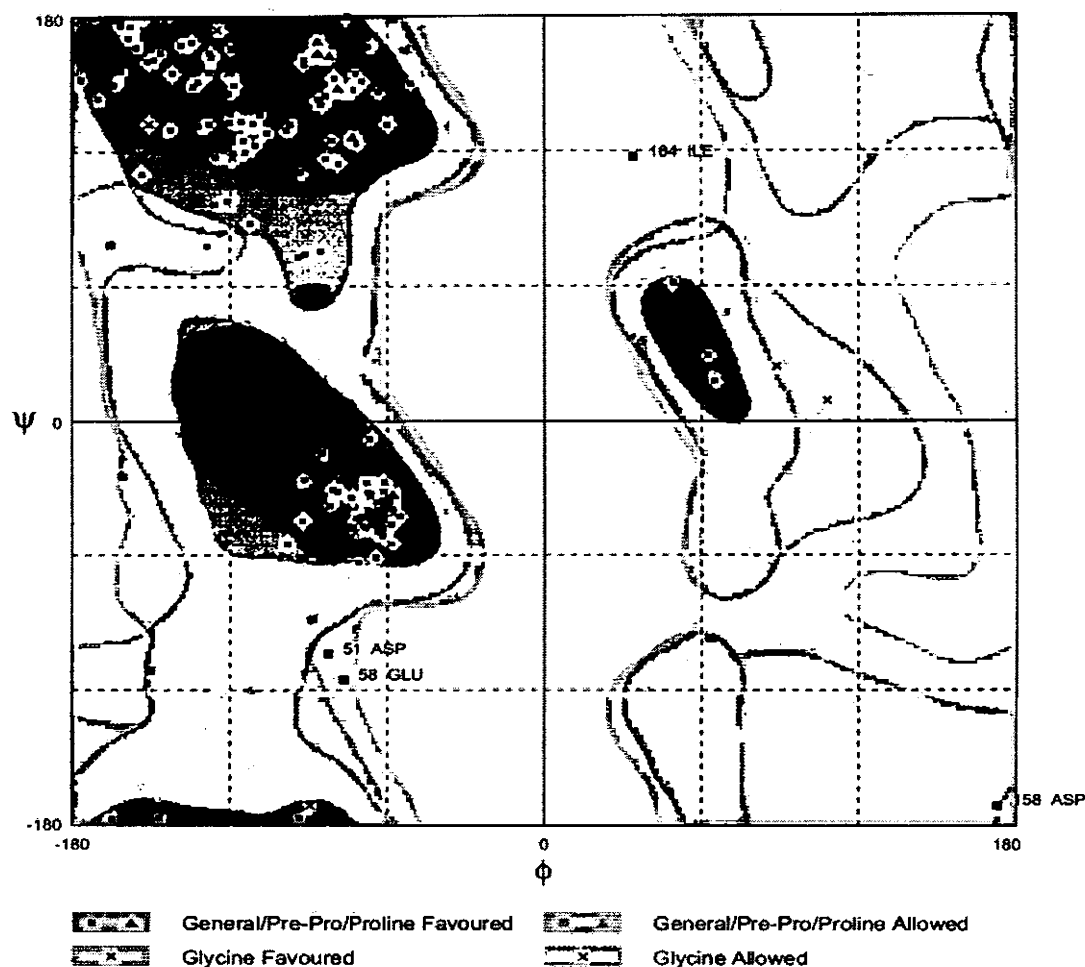 180
164 ILE
Ψ 0
51 ASP
58 GLU
158 ASP
-180
-180 0 180
ϕ
General/Pre-Pro/Proline Favoured General/Pre-Pro/Proline Allowed
Glycine Favoured Glycine Allowed